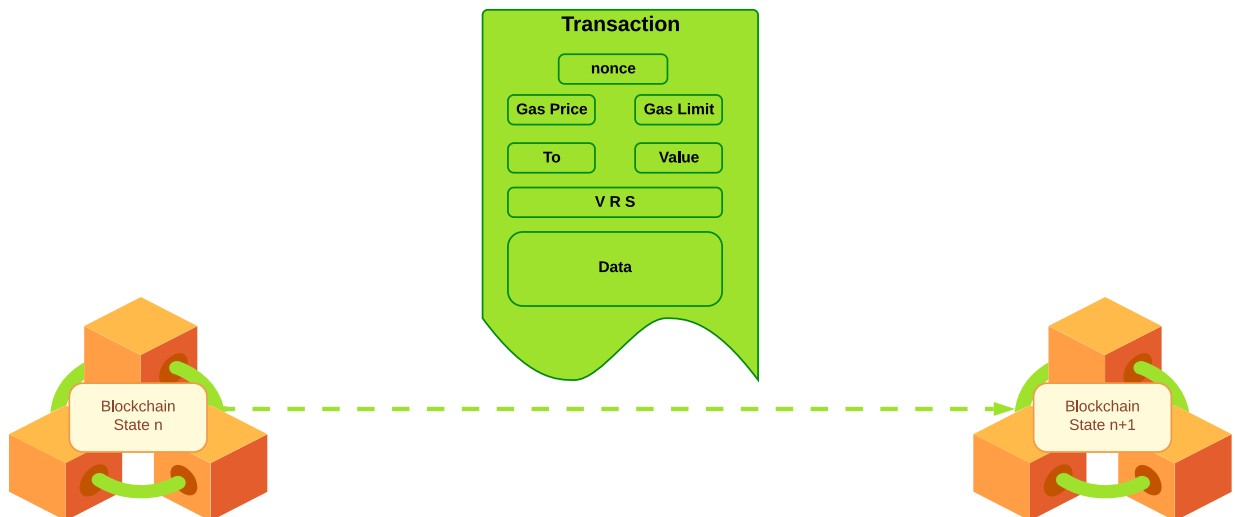 Transaction
nonce
Gas Price
Gas Limit
To
Value
V R S
Data
Blockchain
State n
Blockchain
State n+1